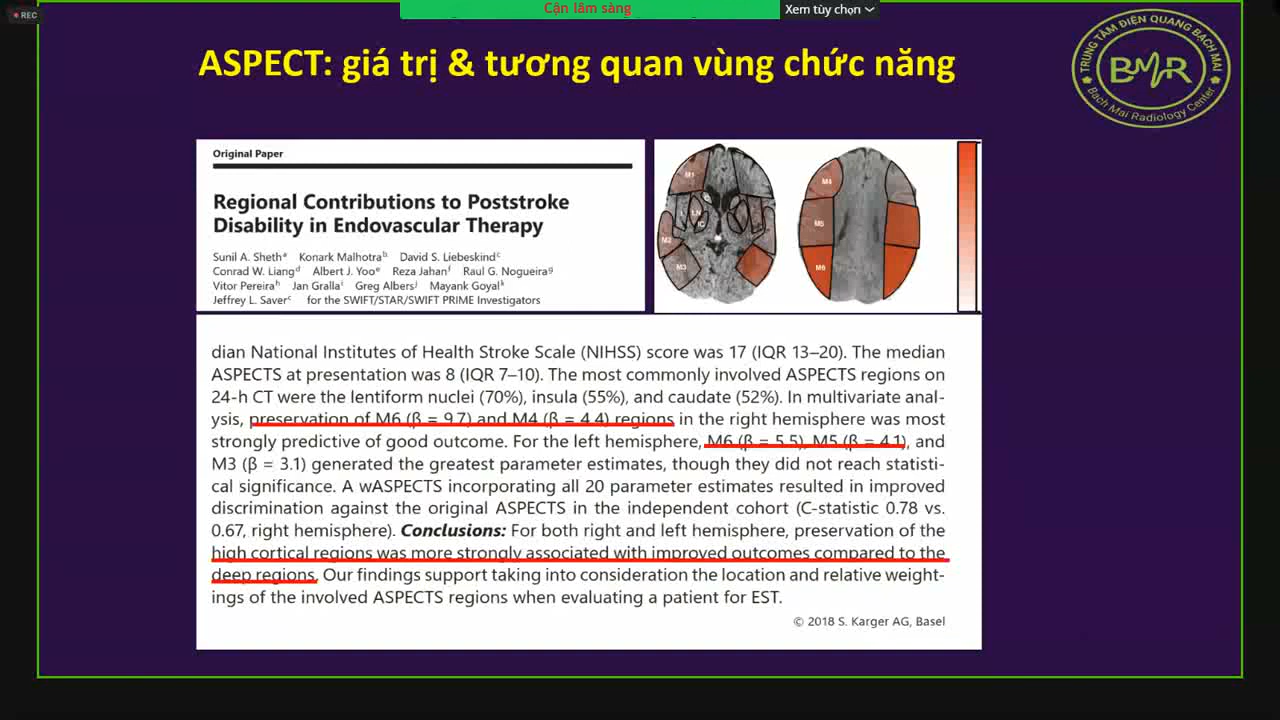 REC
Cận lâm sàng
Xem tùy chọn
ASPECT: giá trị & tương quan vùng chức năng
TRUNG TÂM ĐIỆN QUANG BẠCH MAI
BMR
Bach Mai Radiology Center
Original Paper
Regional Contributions to Poststroke
Disability in Endovascular Therapy
Sunil A. Sheth a Konark Malhotra b David S. Liebeskind c
Conrad W. Liang d Albert J. Yoo e Reza Jahan f Raul G. Nogueira g
Vitor Pereira h Jan Gralla i Greg Albers j Mayank Goyal k
Jeffrey L. Saver c for the SWIFT/STAR/SWIFT PRIME Investigators
M1
M2
M3
L
LN
IC
M4
M5
M6
dian National Institutes of Health Stroke Scale (NIHSS) score was 17 (IQR 13–20). The median
ASPECTS at presentation was 8 (IQR 7–10). The most commonly involved ASPECTS regions on
24-h CT were the lentiform nuclei (70%), insula (55%), and caudate (52%). In multivariate anal-
ysis, preservation of M6 (β = 9.7) and M4 (β = 4.4) regions in the right hemisphere was most
strongly predictive of good outcome. For the left hemisphere, M6 (β = 5.5), M5 (β = 4.1), and
M3 (β = 3.1) generated the greatest parameter estimates, though they did not reach statisti-
cal significance. A wASPECTS incorporating all 20 parameter estimates resulted in improved
discrimination against the original ASPECTS in the independent cohort (C-statistic 0.78 vs.
0.67, right hemisphere). Conclusions: For both right and left hemisphere, preservation of the
high cortical regions was more strongly associated with improved outcomes compared to the
deep regions. Our findings support taking into consideration the location and relative weight-
ings of the involved ASPECTS regions when evaluating a patient for EST.
© 2018 S. Karger AG, Basel